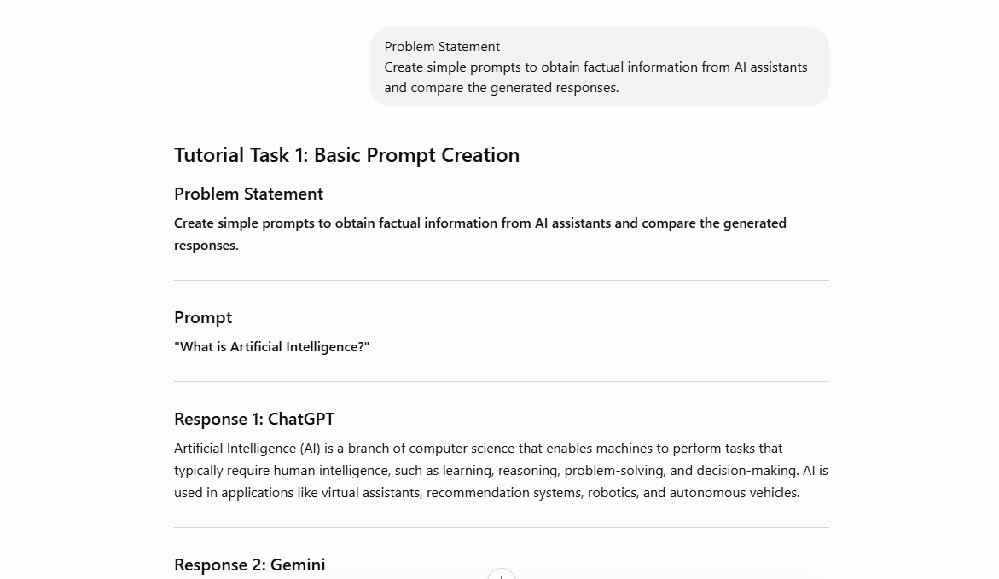 Problem Statement
Create simple prompts to obtain factual information from AI assistants
and compare the generated responses.
Tutorial Task 1: Basic Prompt Creation
Problem Statement
Create simple prompts to obtain factual information from AI assistants and compare the generated
responses.
Prompt
"What is Artificial Intelligence?"
Response 1: ChatGPT
Artificial Intelligence (AI) is a branch of computer science that enables machines to perform tasks that
typically require human intelligence, such as learning, reasoning, problem-solving, and decision-making. AI is
used in applications like virtual assistants, recommendation systems, robotics, and autonomous vehicles.
Response 2: Gemini